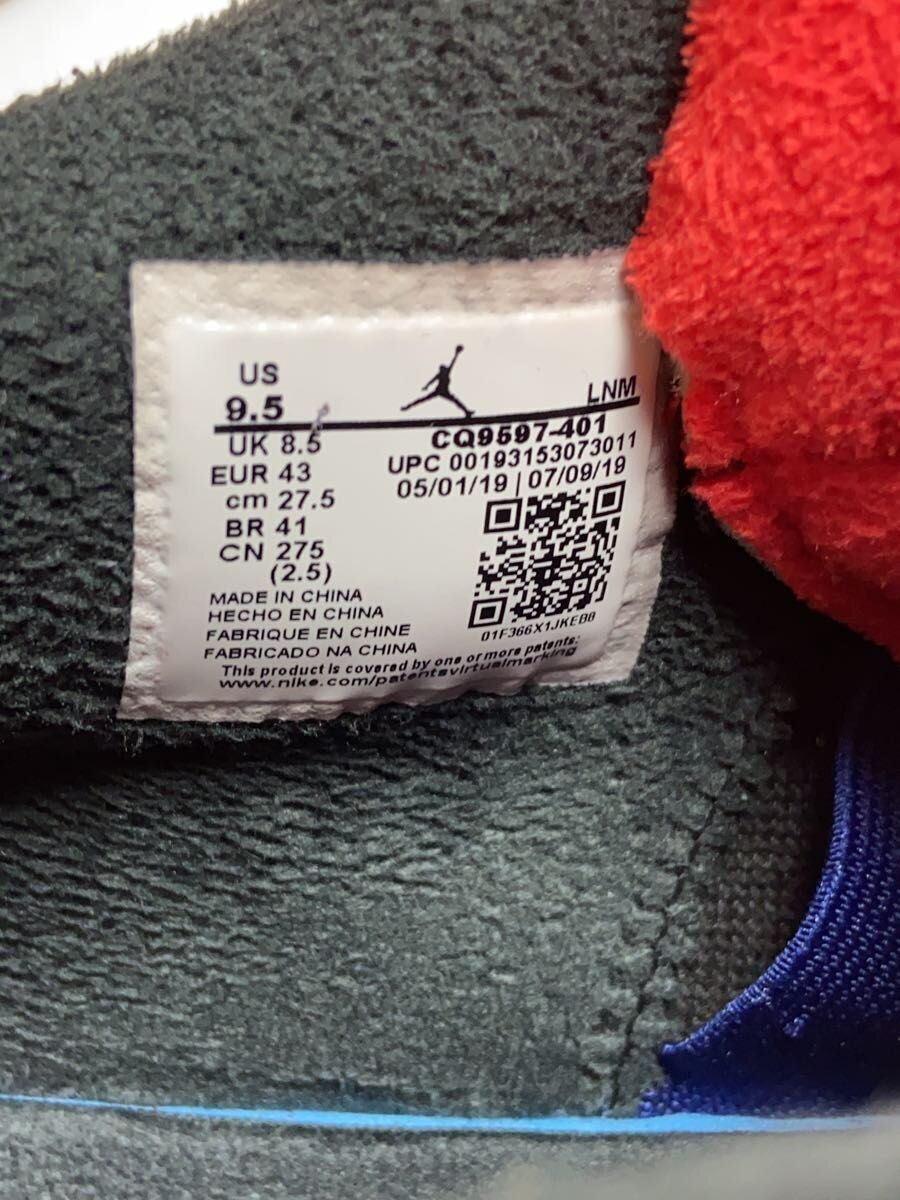 US
9.5
LNM
UK 8.5
EUR 43
cm 27.5
BR 41
CN 275
(2.5)
CQ9597-401
UPC 00193153073011
05/01/19 | 07/09/19
01F366X1JKEBB
MADE IN CHINA
HECHO EN CHINA
FABRIQUE EN CHINE
FABRICADO NA CHINA
This product is covered by one or more patents:
www.nike.com/patentsvirtualmarking